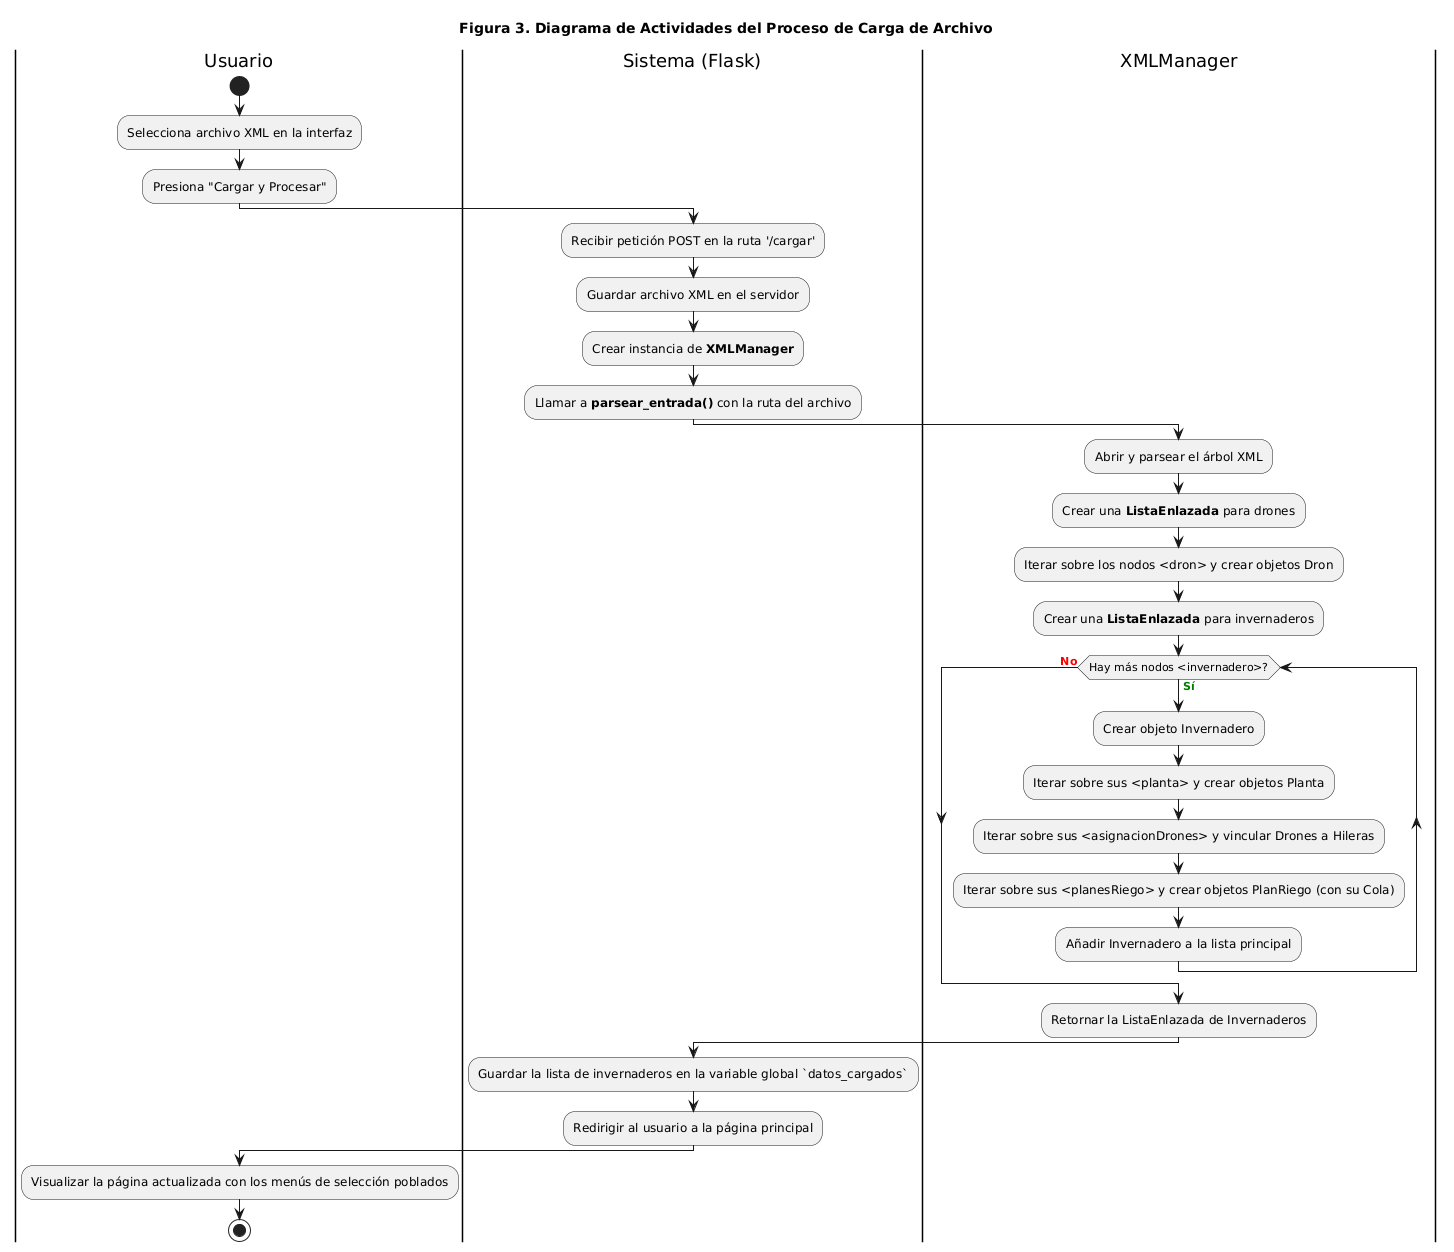 Figura 3. Diagrama de Actividades del Proceso de Carga de Archivo
Usuario
Sistema (Flask)
XMLManager
Selecciona archivo XML en la interfaz
Presiona "Cargar y Procesar"
Recibir petición POST en la ruta '/cargar'
Guardar archivo XML en el servidor
Crear instancia de XMLManager
Llamar a parsear_entrada() con la ruta del archivo
Abrir y parsear el árbol XML
Crear una ListaEnlazada para drones
Iterar sobre los nodos <dron> y crear objetos Dron
Crear una ListaEnlazada para invernaderos
No
Hay más nodos <invernadero>?
Sí
Crear objeto Invernadero
Iterar sobre sus <planta> y crear objetos Planta
Iterar sobre sus <asignacionDrones> y vincular Drones a Hileras
Iterar sobre sus <planesRiego> y crear objetos PlanRiego (con su Cola)
Añadir Invernadero a la lista principal
Retornar la ListaEnlazada de Invernaderos
Guardar la lista de invernaderos en la variable global `datos_cargados`
Redirigir al usuario a la página principal
Visualizar la página actualizada con los menús de selección poblados